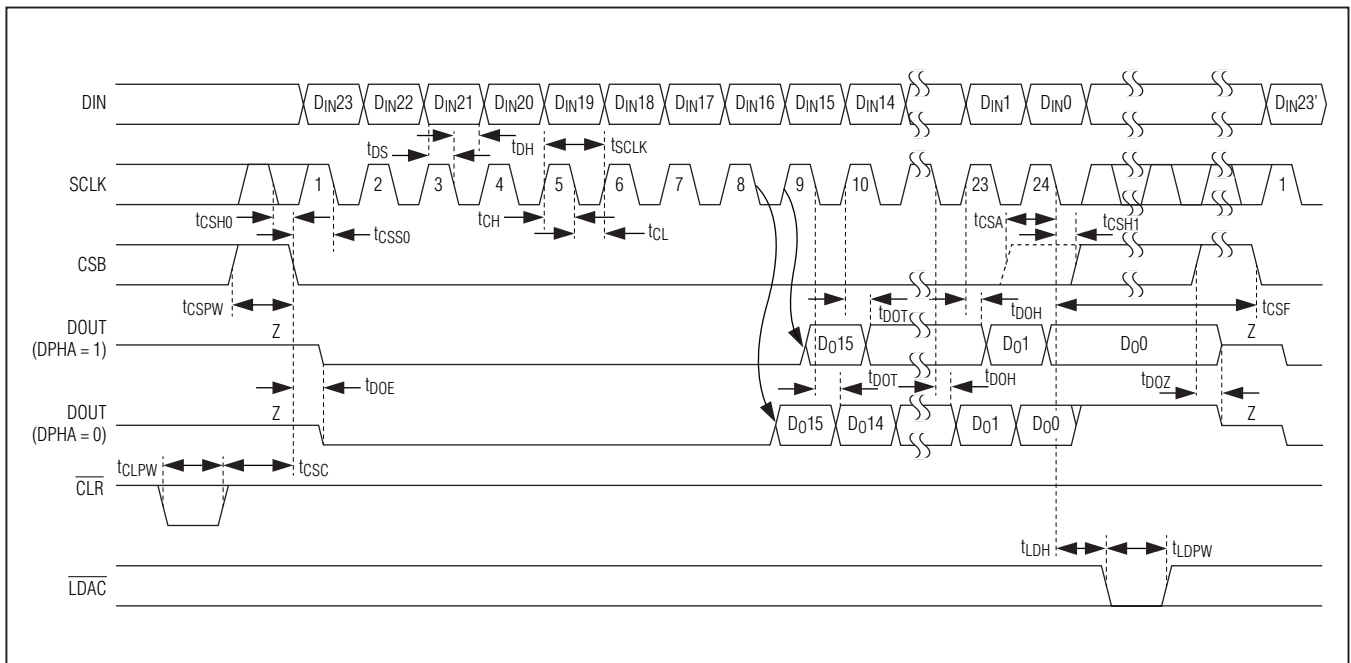 DIN DIN23 DIN22 DIN21 DIN20 DIN19 DIN18 DIN17 DIN16 DIN15 DIN14 DIN1 DIN0 DIN23'
tDS tDH tSCLK
SCLK 1 2 3 4 5 6 7 8 9 10 23 24 1
tCSH0 tCSS0 tCH tCL tCSA tCSH1
CSB
tCSPW tDOT tDOH tCSF
DOUT
(DPHA = 1) Z DO15 DO1 DO0 Z
tDOE tDOT tDOH tDOZ
DOUT
(DPHA = 0) Z DO15 DO14 DO1 DO0 Z
tCLPW tCSC
CLR
tLDH tLDPW
LDAC